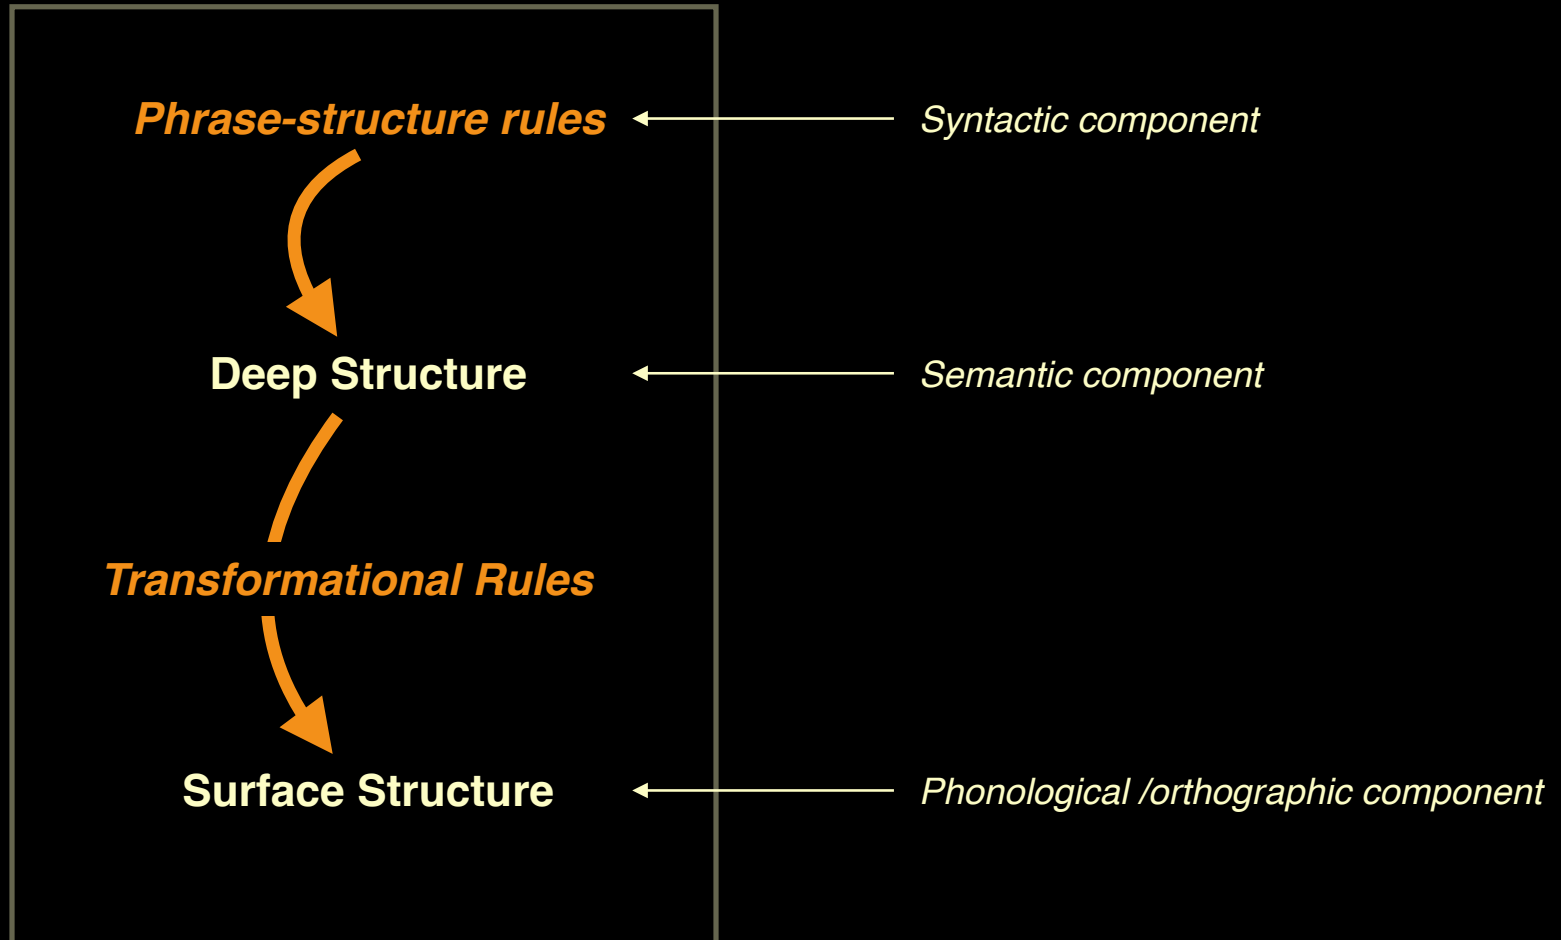 Phrase-structure rules
Syntactic component
Deep Structure
Semantic component
Transformational Rules
Surface Structure
Phonological /orthographic component